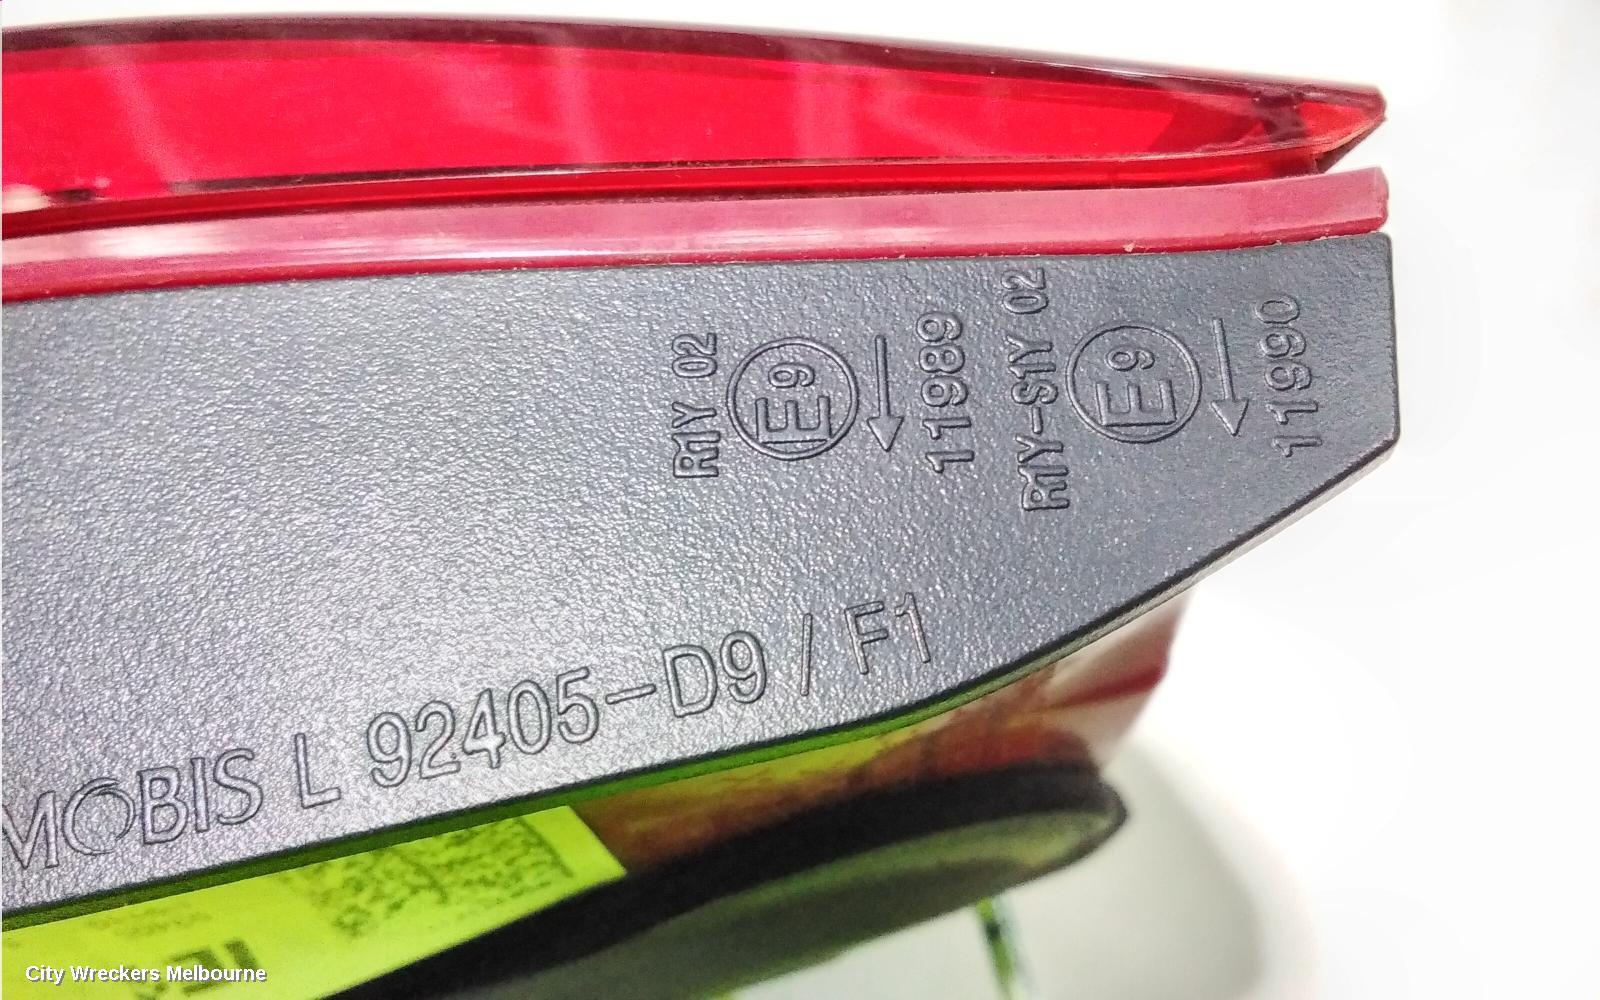 R1Y 02
E9
11989
R1Y-S1Y 02
E9
11990
MOBIS L 92405-D9 / F1
City Wreckers Melbourne